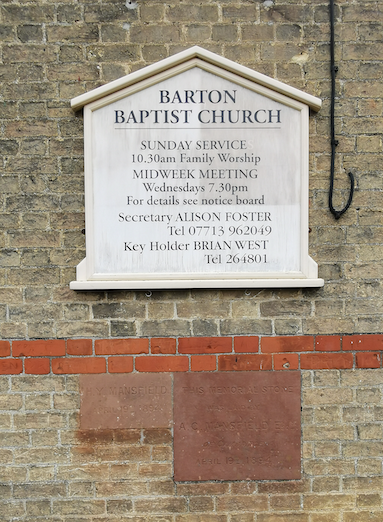 BARTON
BAPTIST CHURCH
SUNDAY SERVICE
10.30am Family Worship
MIDWEEK MEETING
Wednesdays 7.30pm
For details see notice board
Secretary ALISON FOSTER
Tel 07713 962049
Key Holder BRIAN WEST
Tel 264801